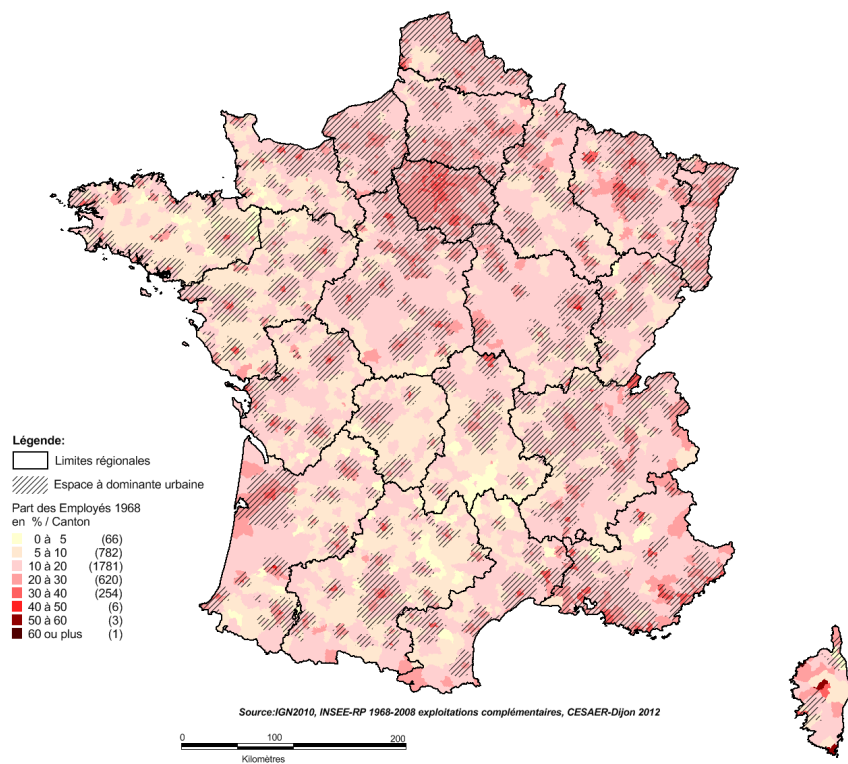 Légende:
Limites régionales
Espace à dominante urbaine
Part des Employés 1968
en % / Canton
0 à 5 (66)
5 à 10 (782)
10 à 20 (1781)
20 à 30 (620)
30 à 40 (254)
40 à 50 (6)
50 à 60 (3)
60 ou plus (1)
Source:IGN2010, INSEE-RP 1968-2008 exploitations complémentaires, CESAER-Dijon 2012
0 100 200
Kilomètres